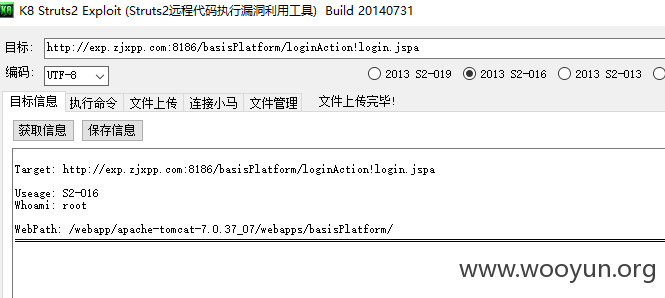 K8 Struts2 Exploit (Struts2远程代码执行漏洞利用工具) Build 20140731
目标: http://exp.zjxpp.com:8186/basisPlatform/loginAction!login.jspa
编码: UTF-8 2013 S2-019 2013 S2-016 2013 S2-013
目标信息 执行命令 文件上传 连接小马 文件管理 文件上传完毕!
获取信息 保存信息
Target: http://exp.zjxpp.com:8186/basisPlatform/loginAction!login.jspa
Useage: S2-016
Whoami: root
WebPath: /webapp/apache-tomcat-7.0.37_07/webapps/basisPlatform/
www.wooyun.org